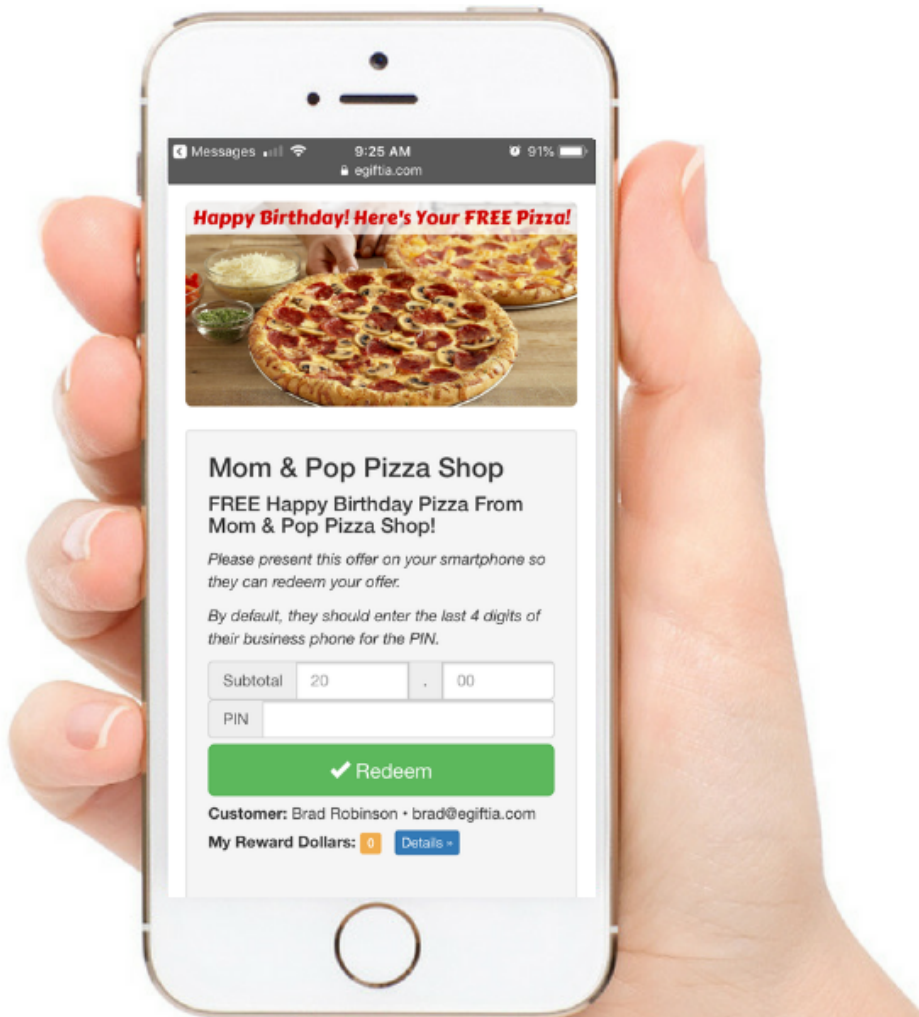 Messages 9:25 AM 91%
egiftia.com
Happy Birthday! Here's Your FREE Pizza!
Mom & Pop Pizza Shop
FREE Happy Birthday Pizza From
Mom & Pop Pizza Shop!
Please present this offer on your smartphone so
they can redeem your offer.
By default, they should enter the last 4 digits of
their business phone for the PIN.
Subtotal 20 . 00
PIN
Redeem
Customer: Brad Robinson • brad@egiftia.com
My Reward Dollars: 0 Details »